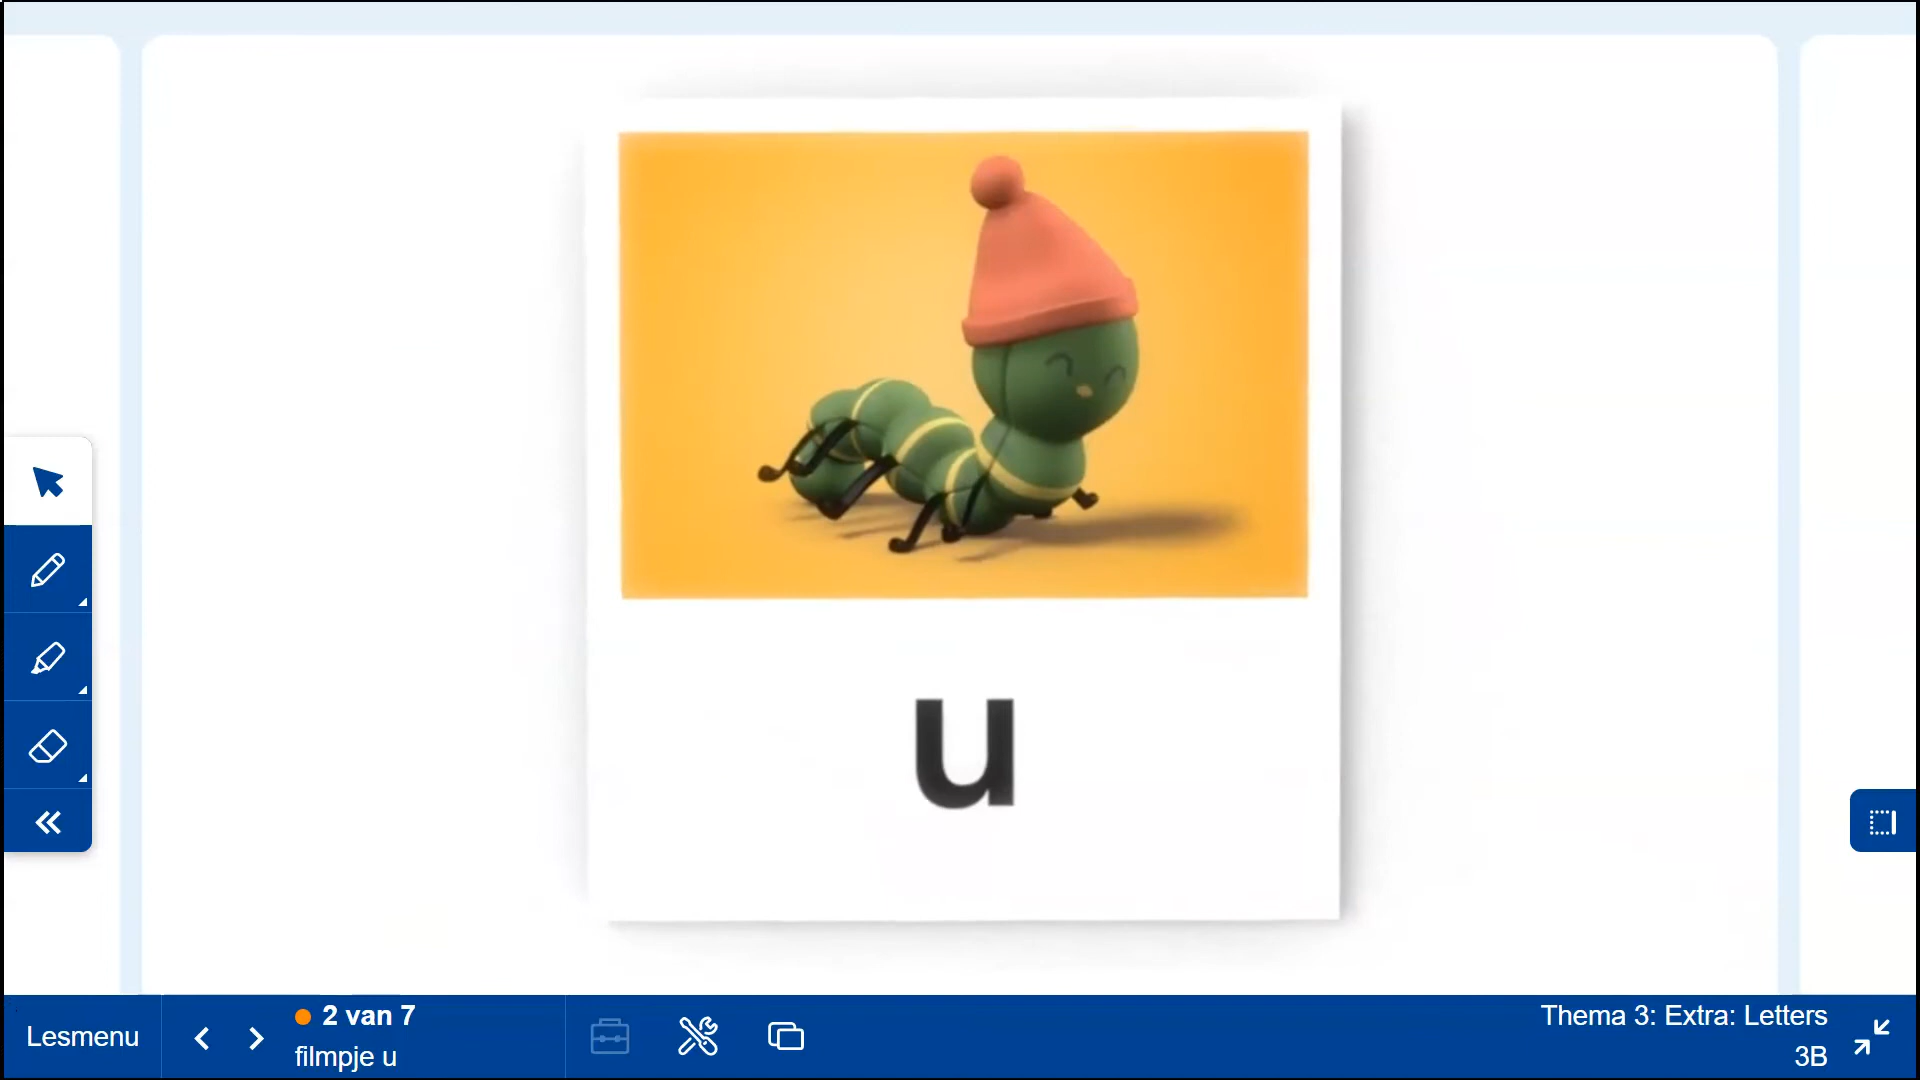 u
Lesmenu
2 van 7
filmpje u
Thema 3: Extra: Letters
3B